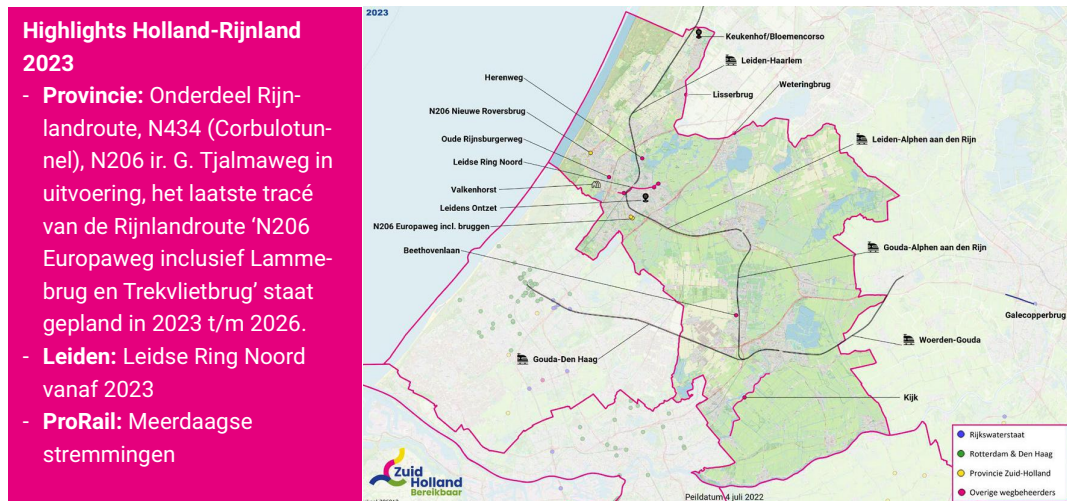 Highlights Holland-Rijnland
2023
- Provincie: Onderdeel Rijn-
landroute, N434 (Corbulotun-
nel), N206 ir. G. Tjalmaweg in
uitvoering, het laatste tracé
van de Rijnlandroute ‘N206
Europaweg inclusief Lamme-
brug en Trekvlietbrug’ staat
gepland in 2023 t/m 2026.
- Leiden: Leidse Ring Noord
vanaf 2023
- ProRail: Meerdaagse
stremmingen
2023
Keukenhof/Bloemencorso
Leiden-Haarlem
Herenweg
Weteringbrug
Lisserbrug
N206 Nieuwe Roversbrug
Oude Rijnsburgerweg
Leiden-Alphen aan den Rijn
Leidse Ring Noord
Valkenhorst
Leidens Ontzet
N206 Europaweg incl. bruggen
Beethovenlaan
Gouda-Alphen aan den Rijn
Galecopperbrug
Woerden-Gouda
Gouda-Den Haag
Kijk
Rijkswaterstaat
Rotterdam & Den Haag
Provincie Zuid-Holland
Overige wegbeheerders
Zuid
Holland
Bereikbaar
Peildatum 4 juli 2022